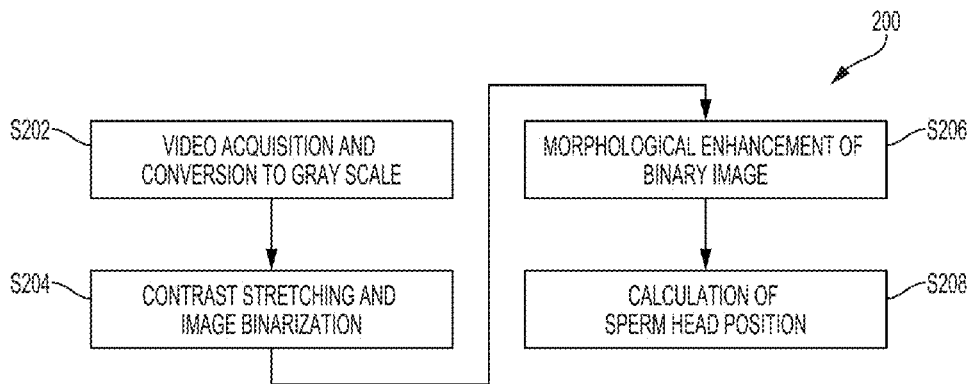 200
S202
VIDEO ACQUISITION AND
CONVERSION TO GRAY SCALE
S204
CONTRAST STRETCHING AND
IMAGE BINARIZATION
S206
MORPHOLOGICAL ENHANCEMENT OF
BINARY IMAGE
S208
CALCULATION OF
SPERM HEAD POSITION